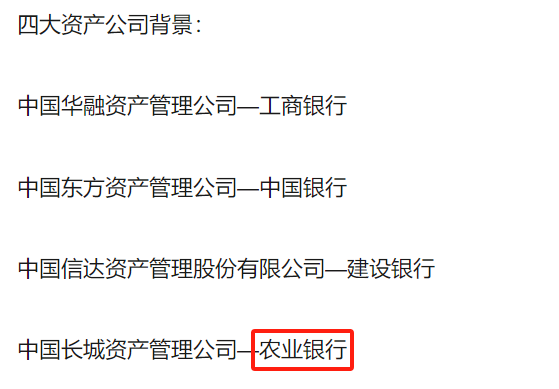 四大资产公司背景：
中国华融资产管理公司—工商银行
中国东方资产管理公司—中国银行
中国信达资产管理股份有限公司—建设银行
中国长城资产管理公司—农业银行